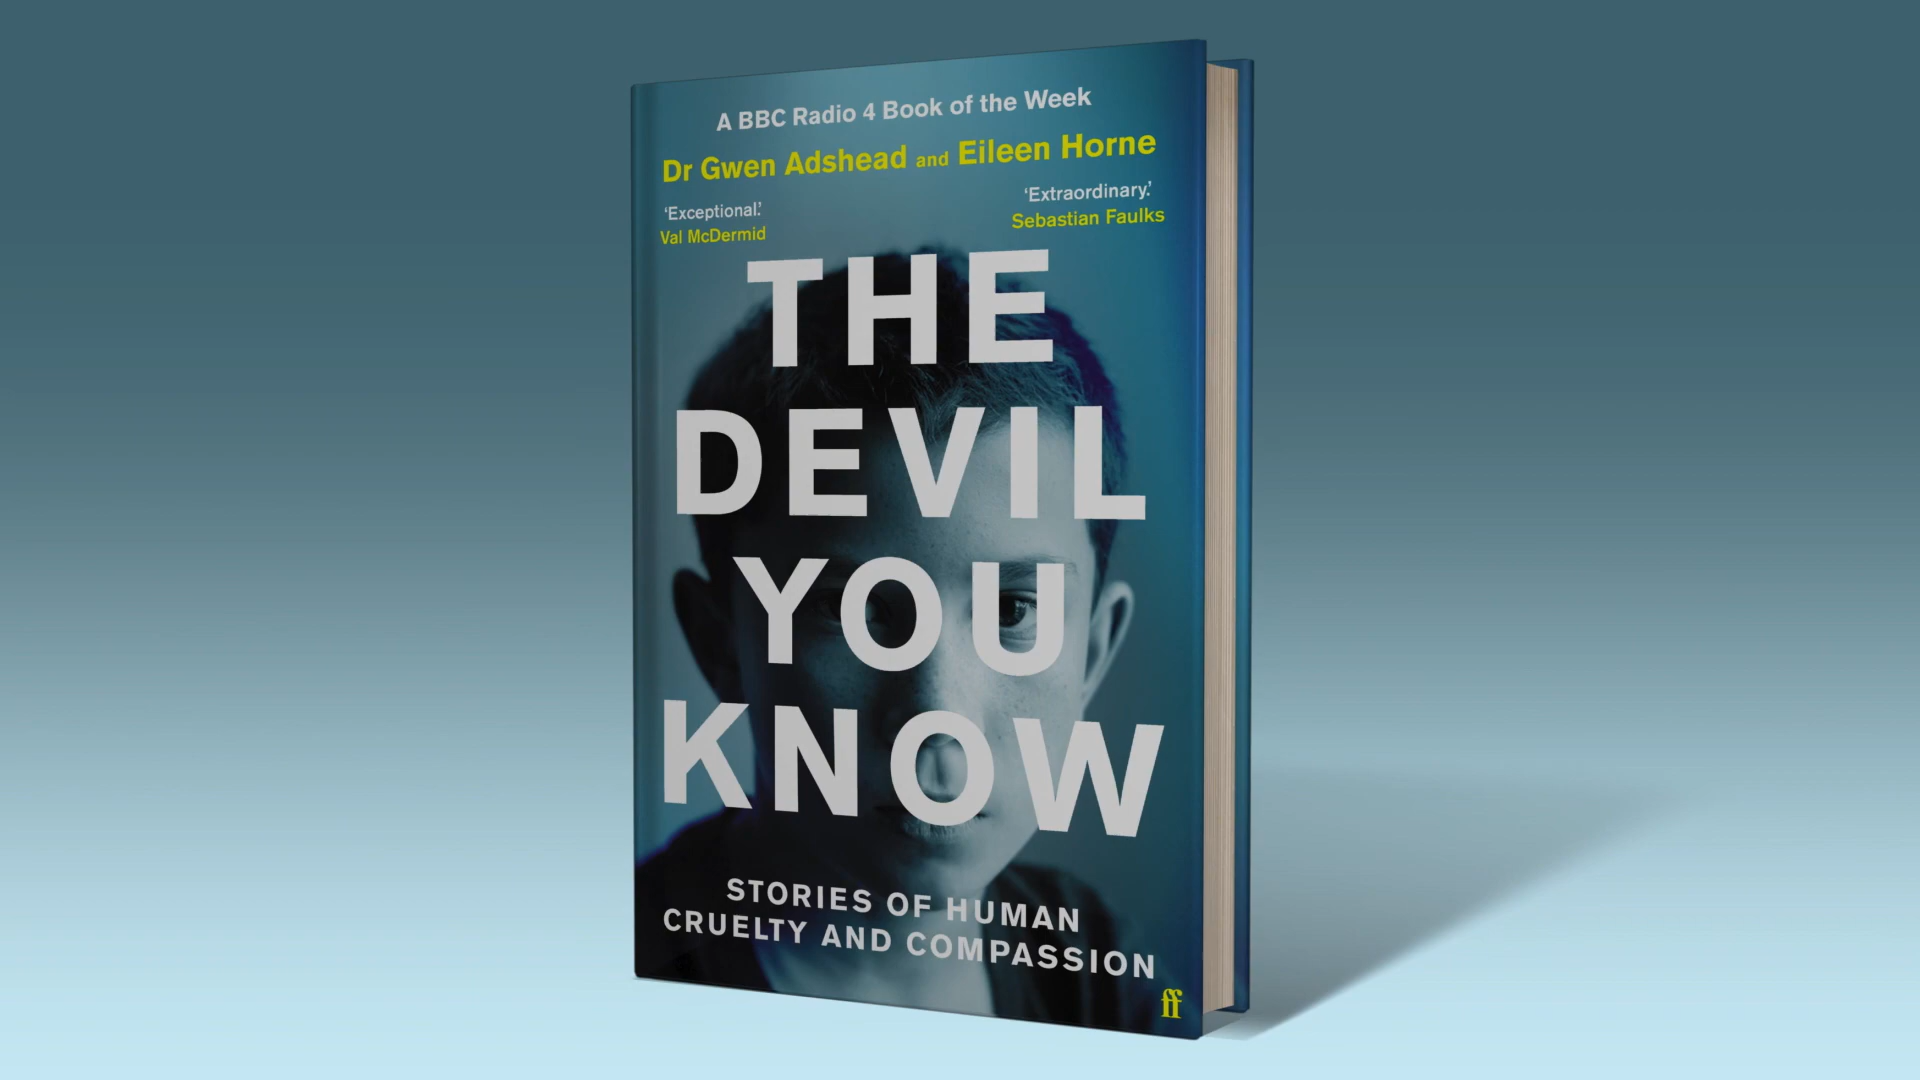 A BBC Radio 4 Book of the Week
Dr Gwen Adshead and Eileen Horne
‘Exceptional.’
Val McDermid
‘Extraordinary.’
Sebastian Faulks
THE
DEVIL
YOU
KNOW
STORIES OF HUMAN
CRUELTY AND COMPASSION
ff